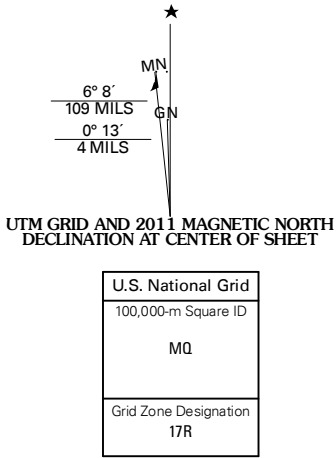 ★
MN
6° 8´
109 MILS
GN
0° 13´
4 MILS
UTM GRID AND 2011 MAGNETIC NORTH
DECLINATION AT CENTER OF SHEET
U.S. National Grid
100,000-m Square ID
MQ
Grid Zone Designation
17R